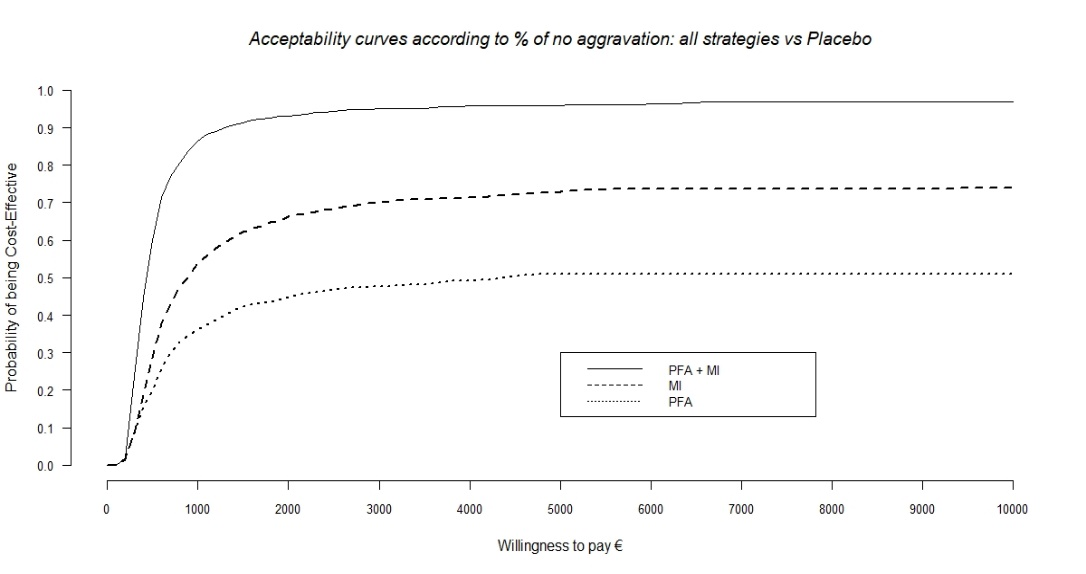 Acceptability curves according to % of no aggravation: all strategies vs Placebo
Probability of being Cost-Effective
1.0
0.9
0.8
0.7
0.6
0.5
0.4
0.3
0.2
0.1
0.0
PFA + MI
MI
PFA
0 1000 2000 3000 4000 5000 6000 7000 8000 9000 10000
Willingness to pay €